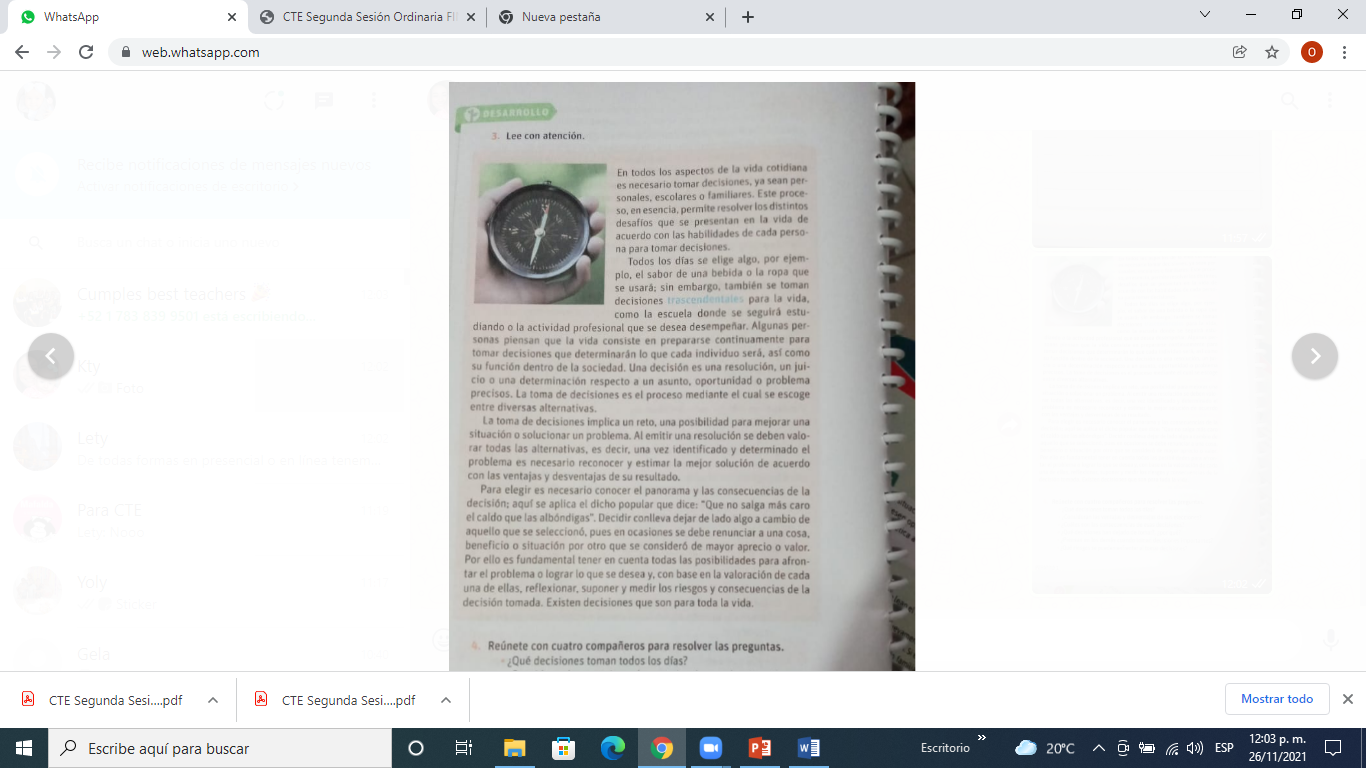 WhatsApp
CTE Segunda Sesión Ordinaria FII
Nueva pestaña
web.whatsapp.com
O
DESARROLLO
3. Lee con atención.
En todos los aspectos de la vida cotidiana
es necesario tomar decisiones, ya sean per-
sonales, escolares o familiares. Este proce-
so, en esencia, permite resolver los distintos
desafíos que se presentan en la vida de
acuerdo con las habilidades de cada perso-
na para tomar decisiones.
Todos los días se elige algo, por ejem-
plo, el sabor de una bebida o la ropa que
se usará; sin embargo, también se toman
decisiones trascendentales para la vida,
como la escuela donde se seguirá estu-
diando o la actividad profesional que se desea desempeñar. Algunas per-
sonas piensan que la vida consiste en prepararse continuamente para
tomar decisiones que determinarán lo que cada individuo será, así como
su función dentro de la sociedad. Una decisión es una resolución, un jui-
cio o una determinación respecto a un asunto, oportunidad o problema
precisos. La toma de decisiones es el proceso mediante el cual se escoge
entre diversas alternativas.
La toma de decisiones implica un reto, una posibilidad para mejorar una
situación o solucionar un problema. Al emitir una resolución se deben valo-
rar todas las alternativas, es decir, una vez identificado y determinado el
problema es necesario reconocer y estimar la mejor solución de acuerdo
con las ventajas y desventajas de su resultado.
Para elegir es necesario conocer el panorama y las consecuencias de la
decisión; aquí se aplica el dicho popular que dice: "Que no salga más caro
el caldo que las albóndigas". Decidir conlleva dejar de lado algo a cambio de
aquello que se seleccionó, pues en ocasiones se debe renunciar a una cosa,
beneficio o situación por otro que se consideró de mayor aprecio o valor.
Por ello es fundamental tener en cuenta todas las posibilidades para afron-
tar el problema o lograr lo que se desea y, con base en la valoración de cada
una de ellas, reflexionar, suponer y medir los riesgos y consecuencias de la
decisión tomada. Existen decisiones que son para toda la vida.
4. Reúnete con cuatro compañeros para resolver las preguntas.
• ¿Qué decisiones toman todos los días?
Cumples best teachers
Kty
Foto
Lety
Para CTE
Yoly
Gela
CTE Segunda Sesi....pdf
CTE Segunda Sesi....pdf
Mostrar todo
Escribe aquí para buscar
Escritorio
20°C
ESP
12:03 p. m.
26/11/2021